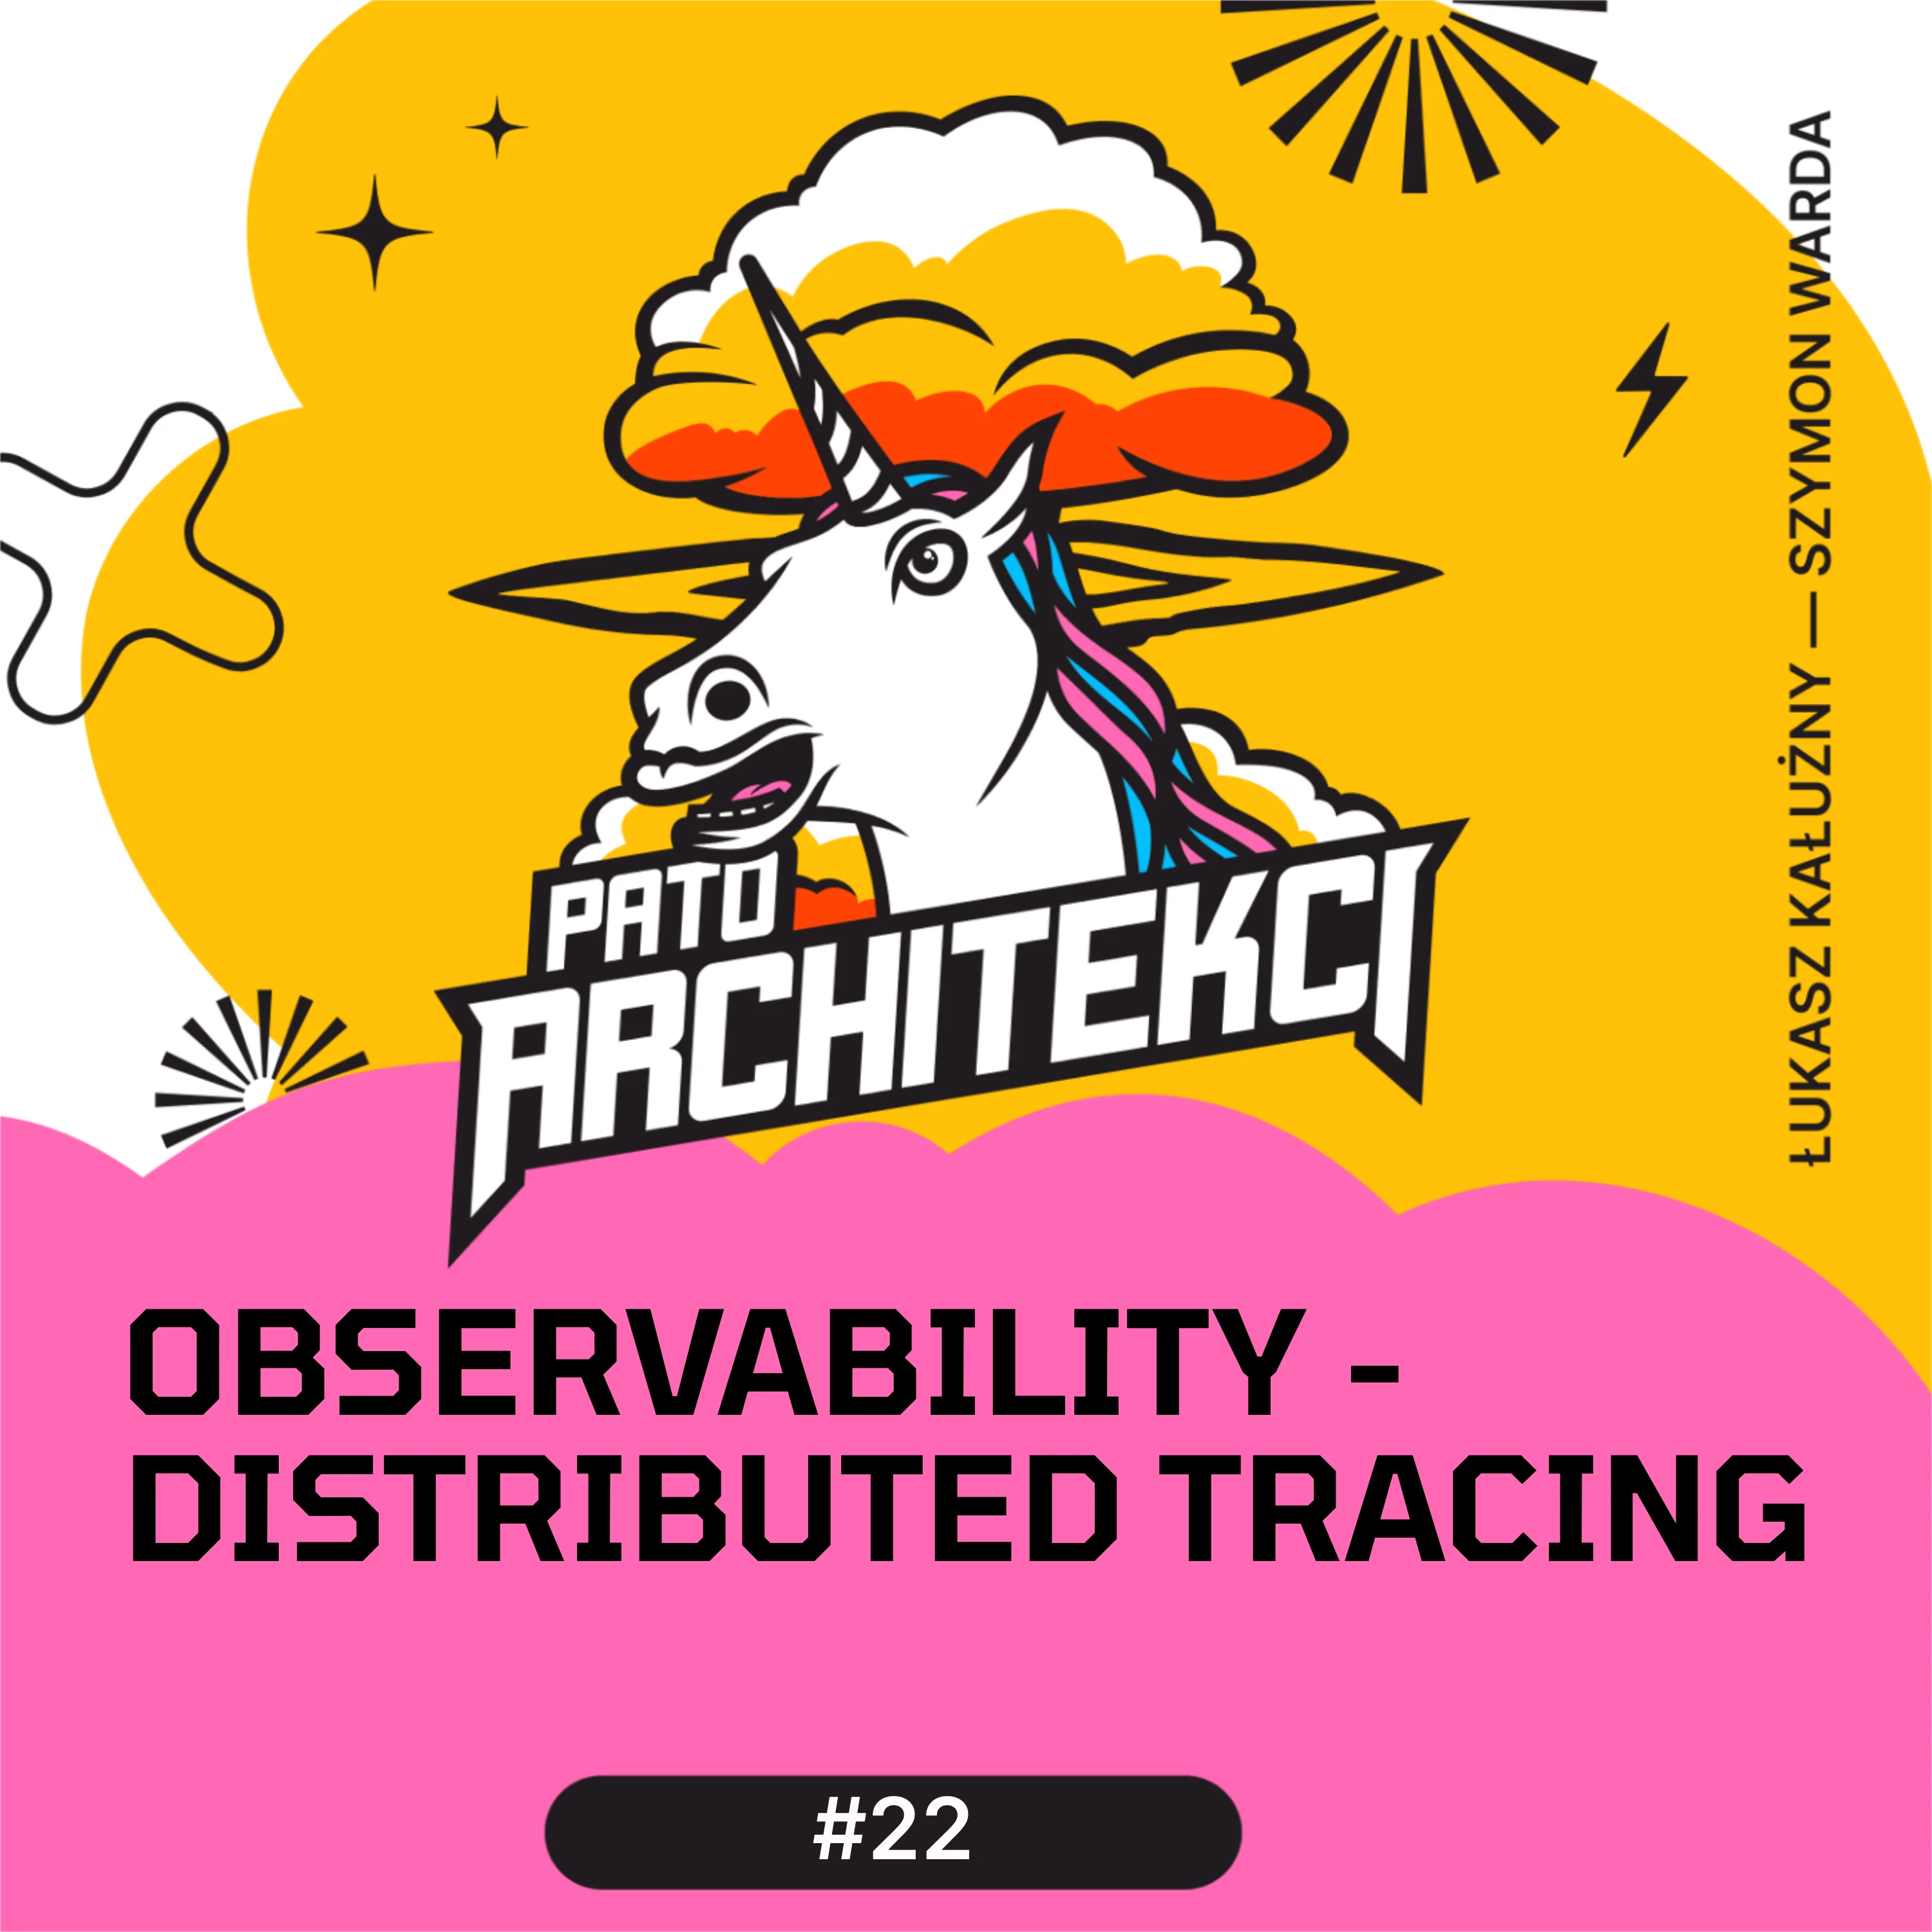 PATO
ARCHITEKCI
ŁUKASZ KAŁUŻNY — SZYMON WARDA
OBSERVABILITY -
DISTRIBUTED TRACING
#22